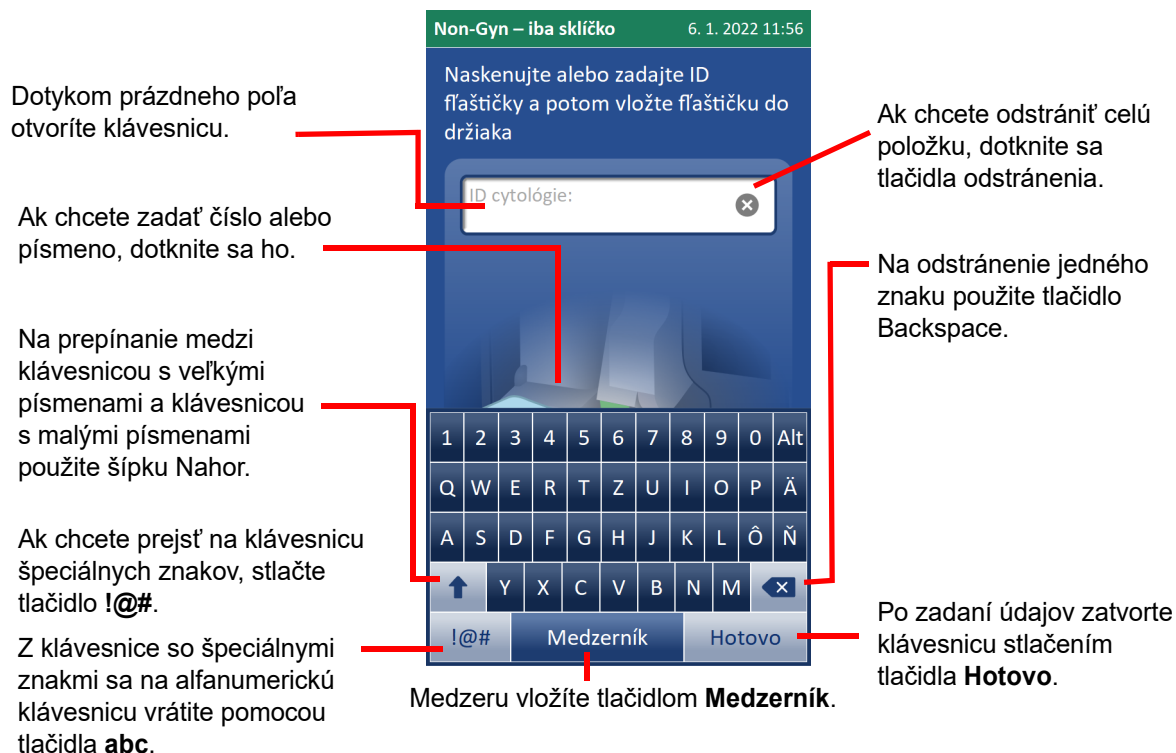 Non-Gyn – iba sklíčko 6. 1. 2022 11:56
Naskenujte alebo zadajte ID
fľaštičky a potom vložte fľaštičku do
držiaka
ID cytológie:
1 2 3 4 5 6 7 8 9 0 Alt
Q W E R T Z U I O P Ä
A S D F G H J K L Ô Ň
Y X C V B N M
!@# Medzerník Hotovo
Dotykom prázdneho poľa
otvoríte klávesnicu.
Ak chcete zadať číslo alebo
písmeno, dotknite sa ho.
Na prepínanie medzi
klávesnicou s veľkými
písmenami a klávesnicou
s malými písmenami
použite šípku Nahor.
Ak chcete prejsť na klávesnicu
špeciálnych znakov, stlačte
tlačidlo !@#.
Z klávesnice so špeciálnymi
znakmi sa na alfanumerickú
klávesnicu vrátite pomocou
tlačidla abc.
Medzeru vložíte tlačidlom Medzerník.
Ak chcete odstrániť celú
položku, dotknite sa
tlačidla odstránenia.
Na odstránenie jedného
znaku použite tlačidlo
Backspace.
Po zadaní údajov zatvorte
klávesnicu stlačením
tlačidla Hotovo.